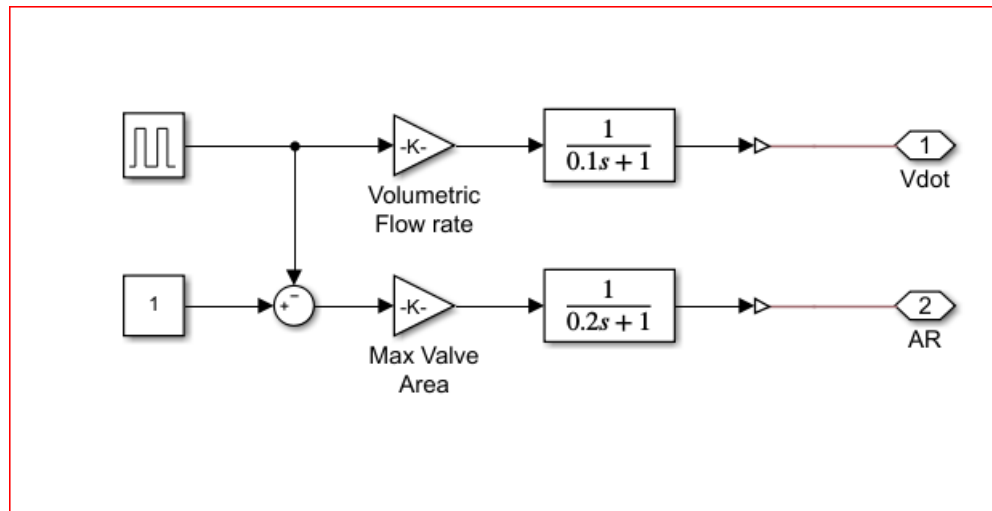 -K-
Volumetric
Flow rate
1
0.1s + 1
1
Vdot
1
+
−
-K-
Max Valve
Area
1
0.2s + 1
2
AR